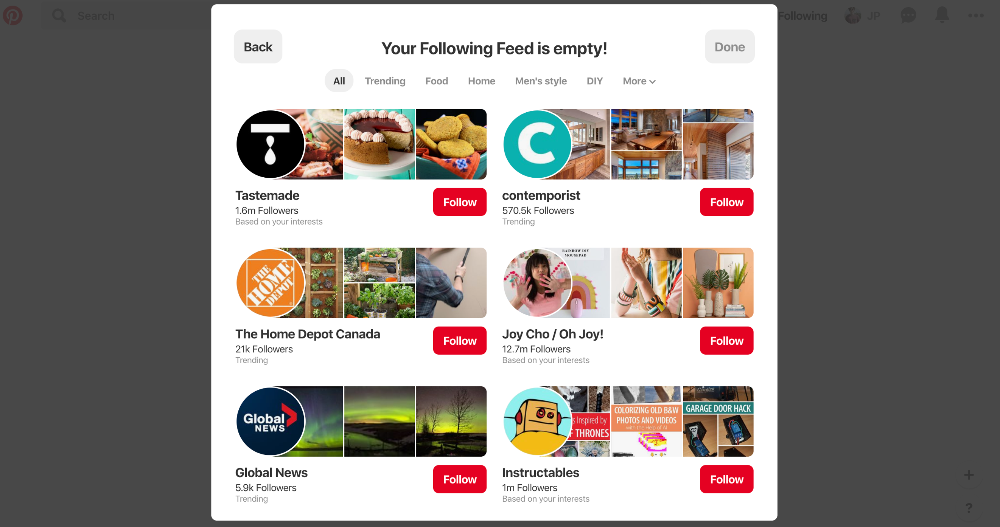 Search
Following
JP
Back
Your Following Feed is empty!
Done
All
Trending
Food
Home
Men's style
DIY
More
Tastemade
1.6m Followers
Based on your interests
Follow
C
contemporist
570.5k Followers
Trending
Follow
THE
HOME
DEPOT
The Home Depot Canada
21k Followers
Trending
Follow
RAINBOW DIY
MOUSEPAD
Joy Cho / Oh Joy!
12.7m Followers
Based on your interests
Follow
Global
NEWS
Global News
5.9k Followers
Trending
Follow
s Inspired by
F THRONES
COLORIZING OLD B&W
PHOTOS AND VIDEOS
with the Help of AI
Guardian
GARAGE DOOR HACK
Instructables
1m Followers
Based on your interests
Follow
+
?